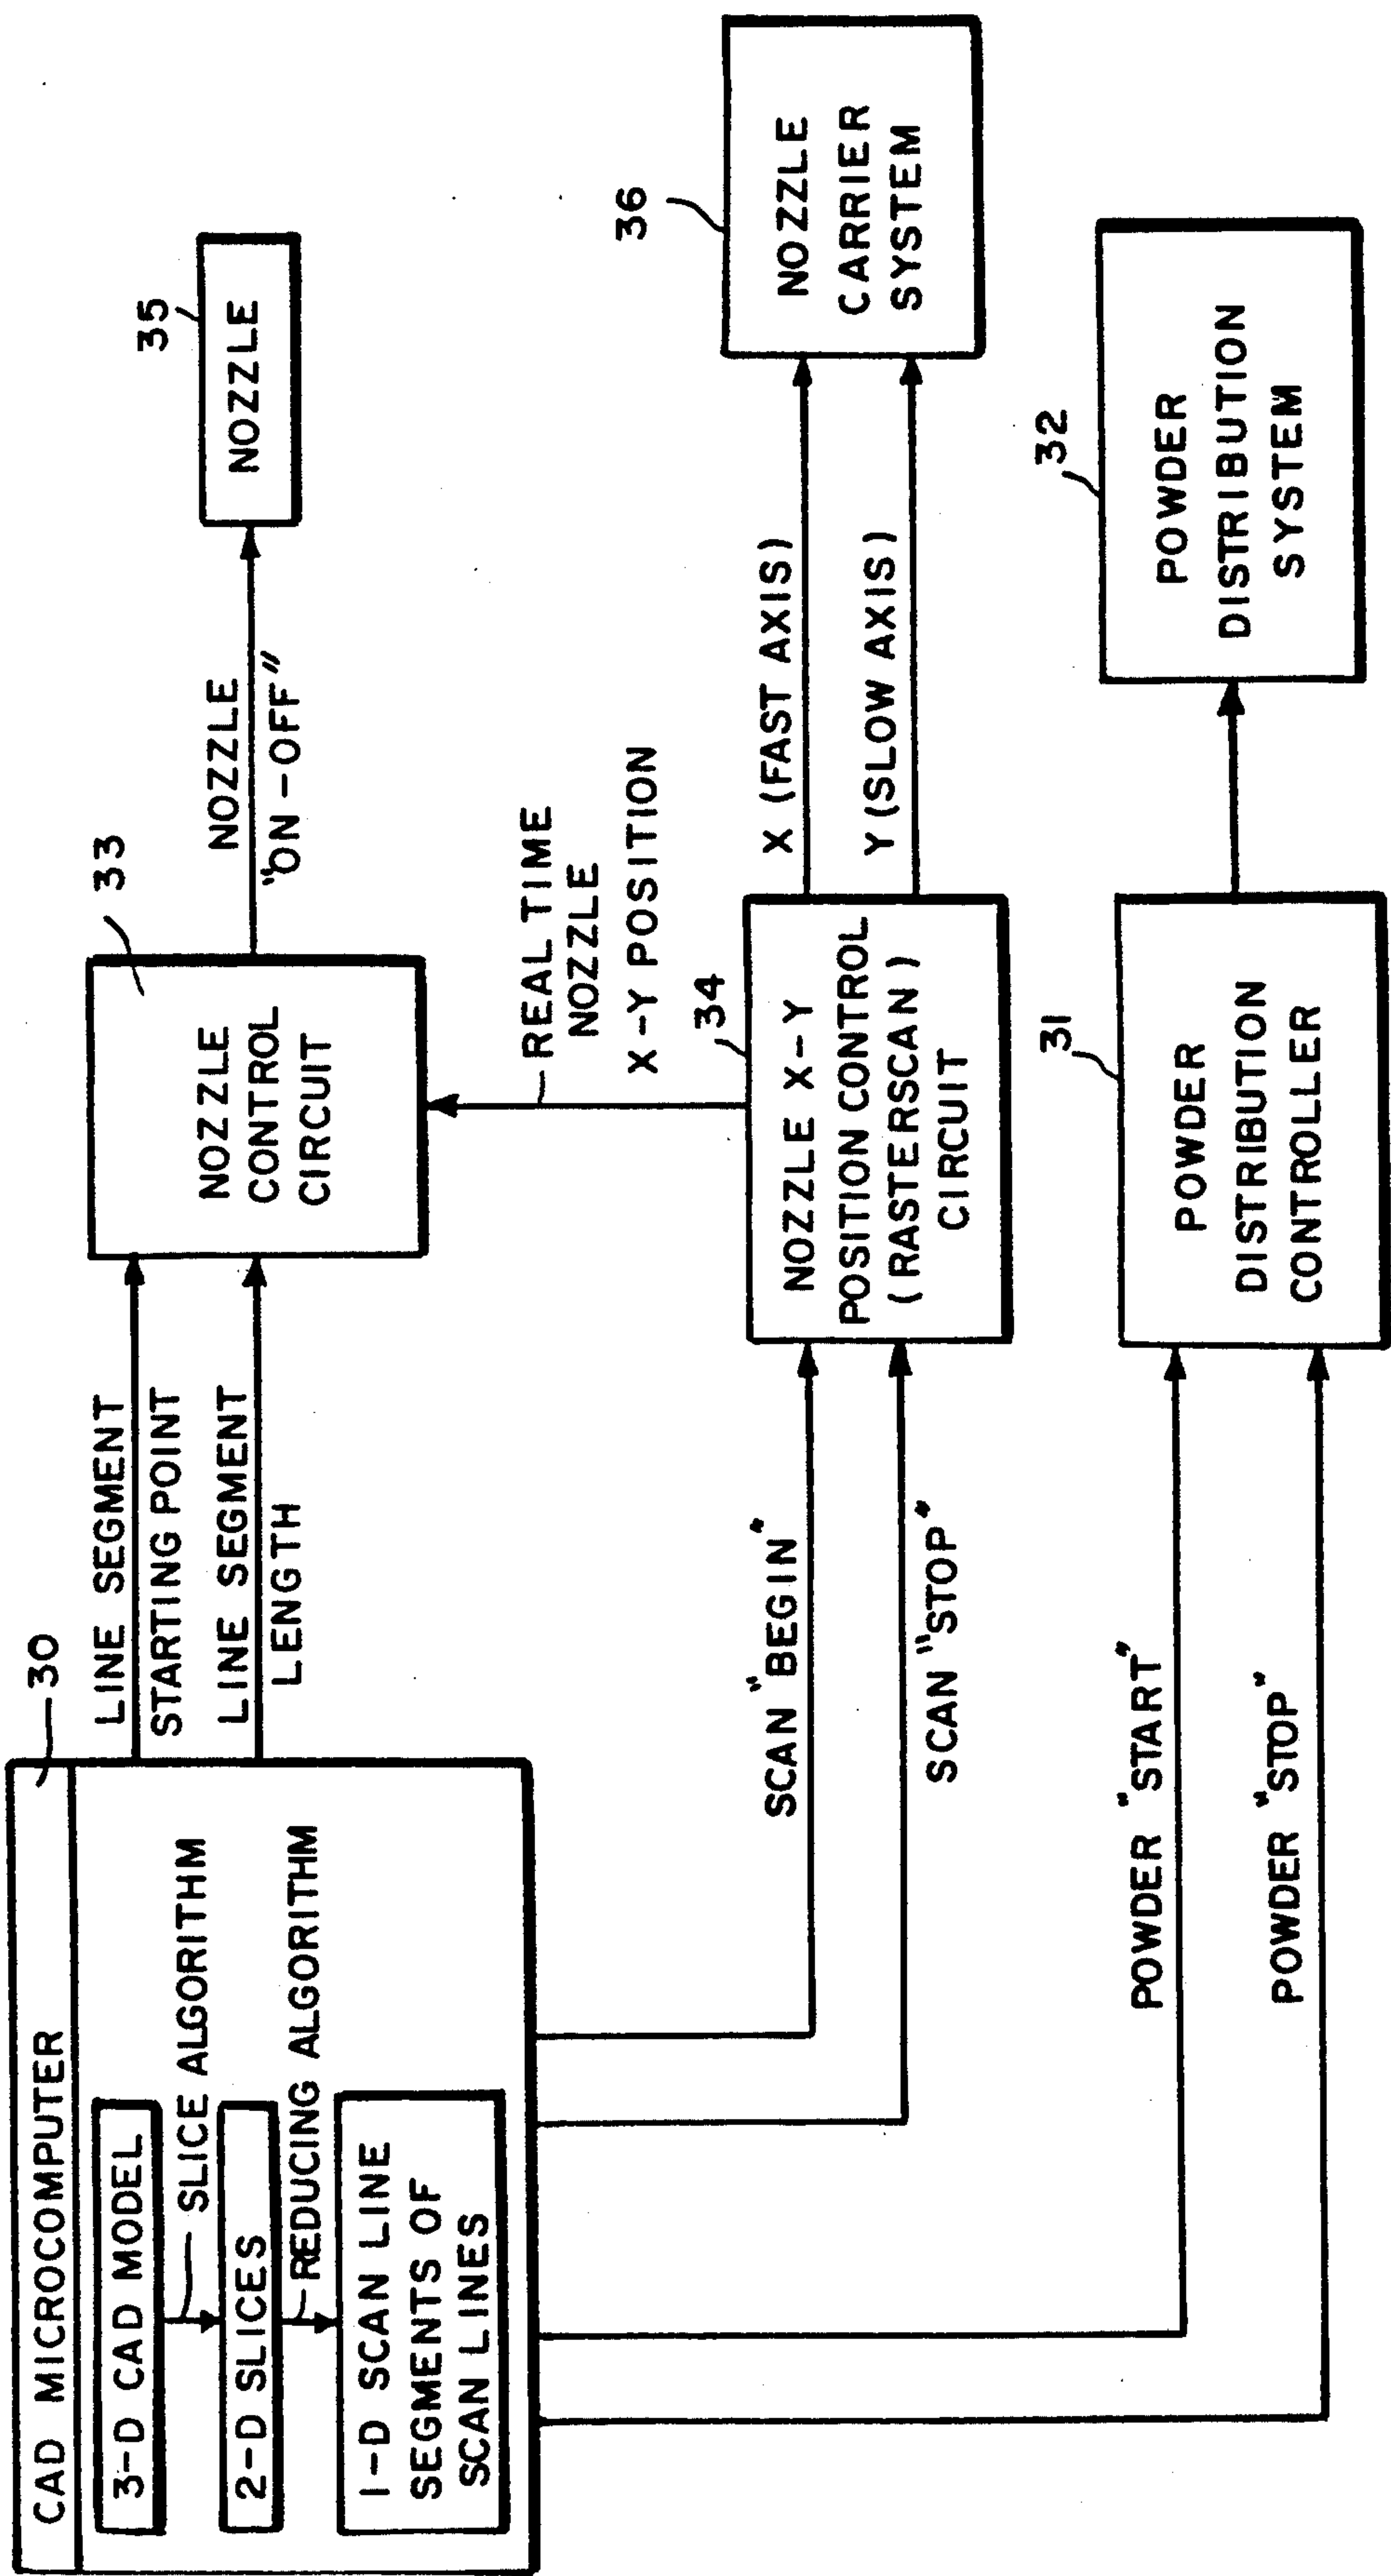 CAD MICROCOMPUTER
30
3-D CAD MODEL
SLICE ALGORITHM
2-D SLICES
REDUCING ALGORITHM
1-D SCAN LINE
SEGMENTS OF
SCAN LINES
LINE SEGMENT
STARTING POINT
LINE SEGMENT
LENGTH
33
NOZZLE
CONTROL
CIRCUIT
NOZZLE
"ON-OFF"
35
NOZZLE
REAL TIME
NOZZLE
X-Y POSITION
SCAN "BEGIN"
SCAN "STOP"
34
NOZZLE X-Y
POSITION CONTROL
(RASTERSCAN)
CIRCUIT
X (FAST AXIS)
Y (SLOW AXIS)
36
NOZZLE
CARRIER
SYSTEM
POWDER "START"
POWDER "STOP"
31
POWDER
DISTRIBUTION
CONTROLLER
32
POWDER
DISTRIBUTION
SYSTEM